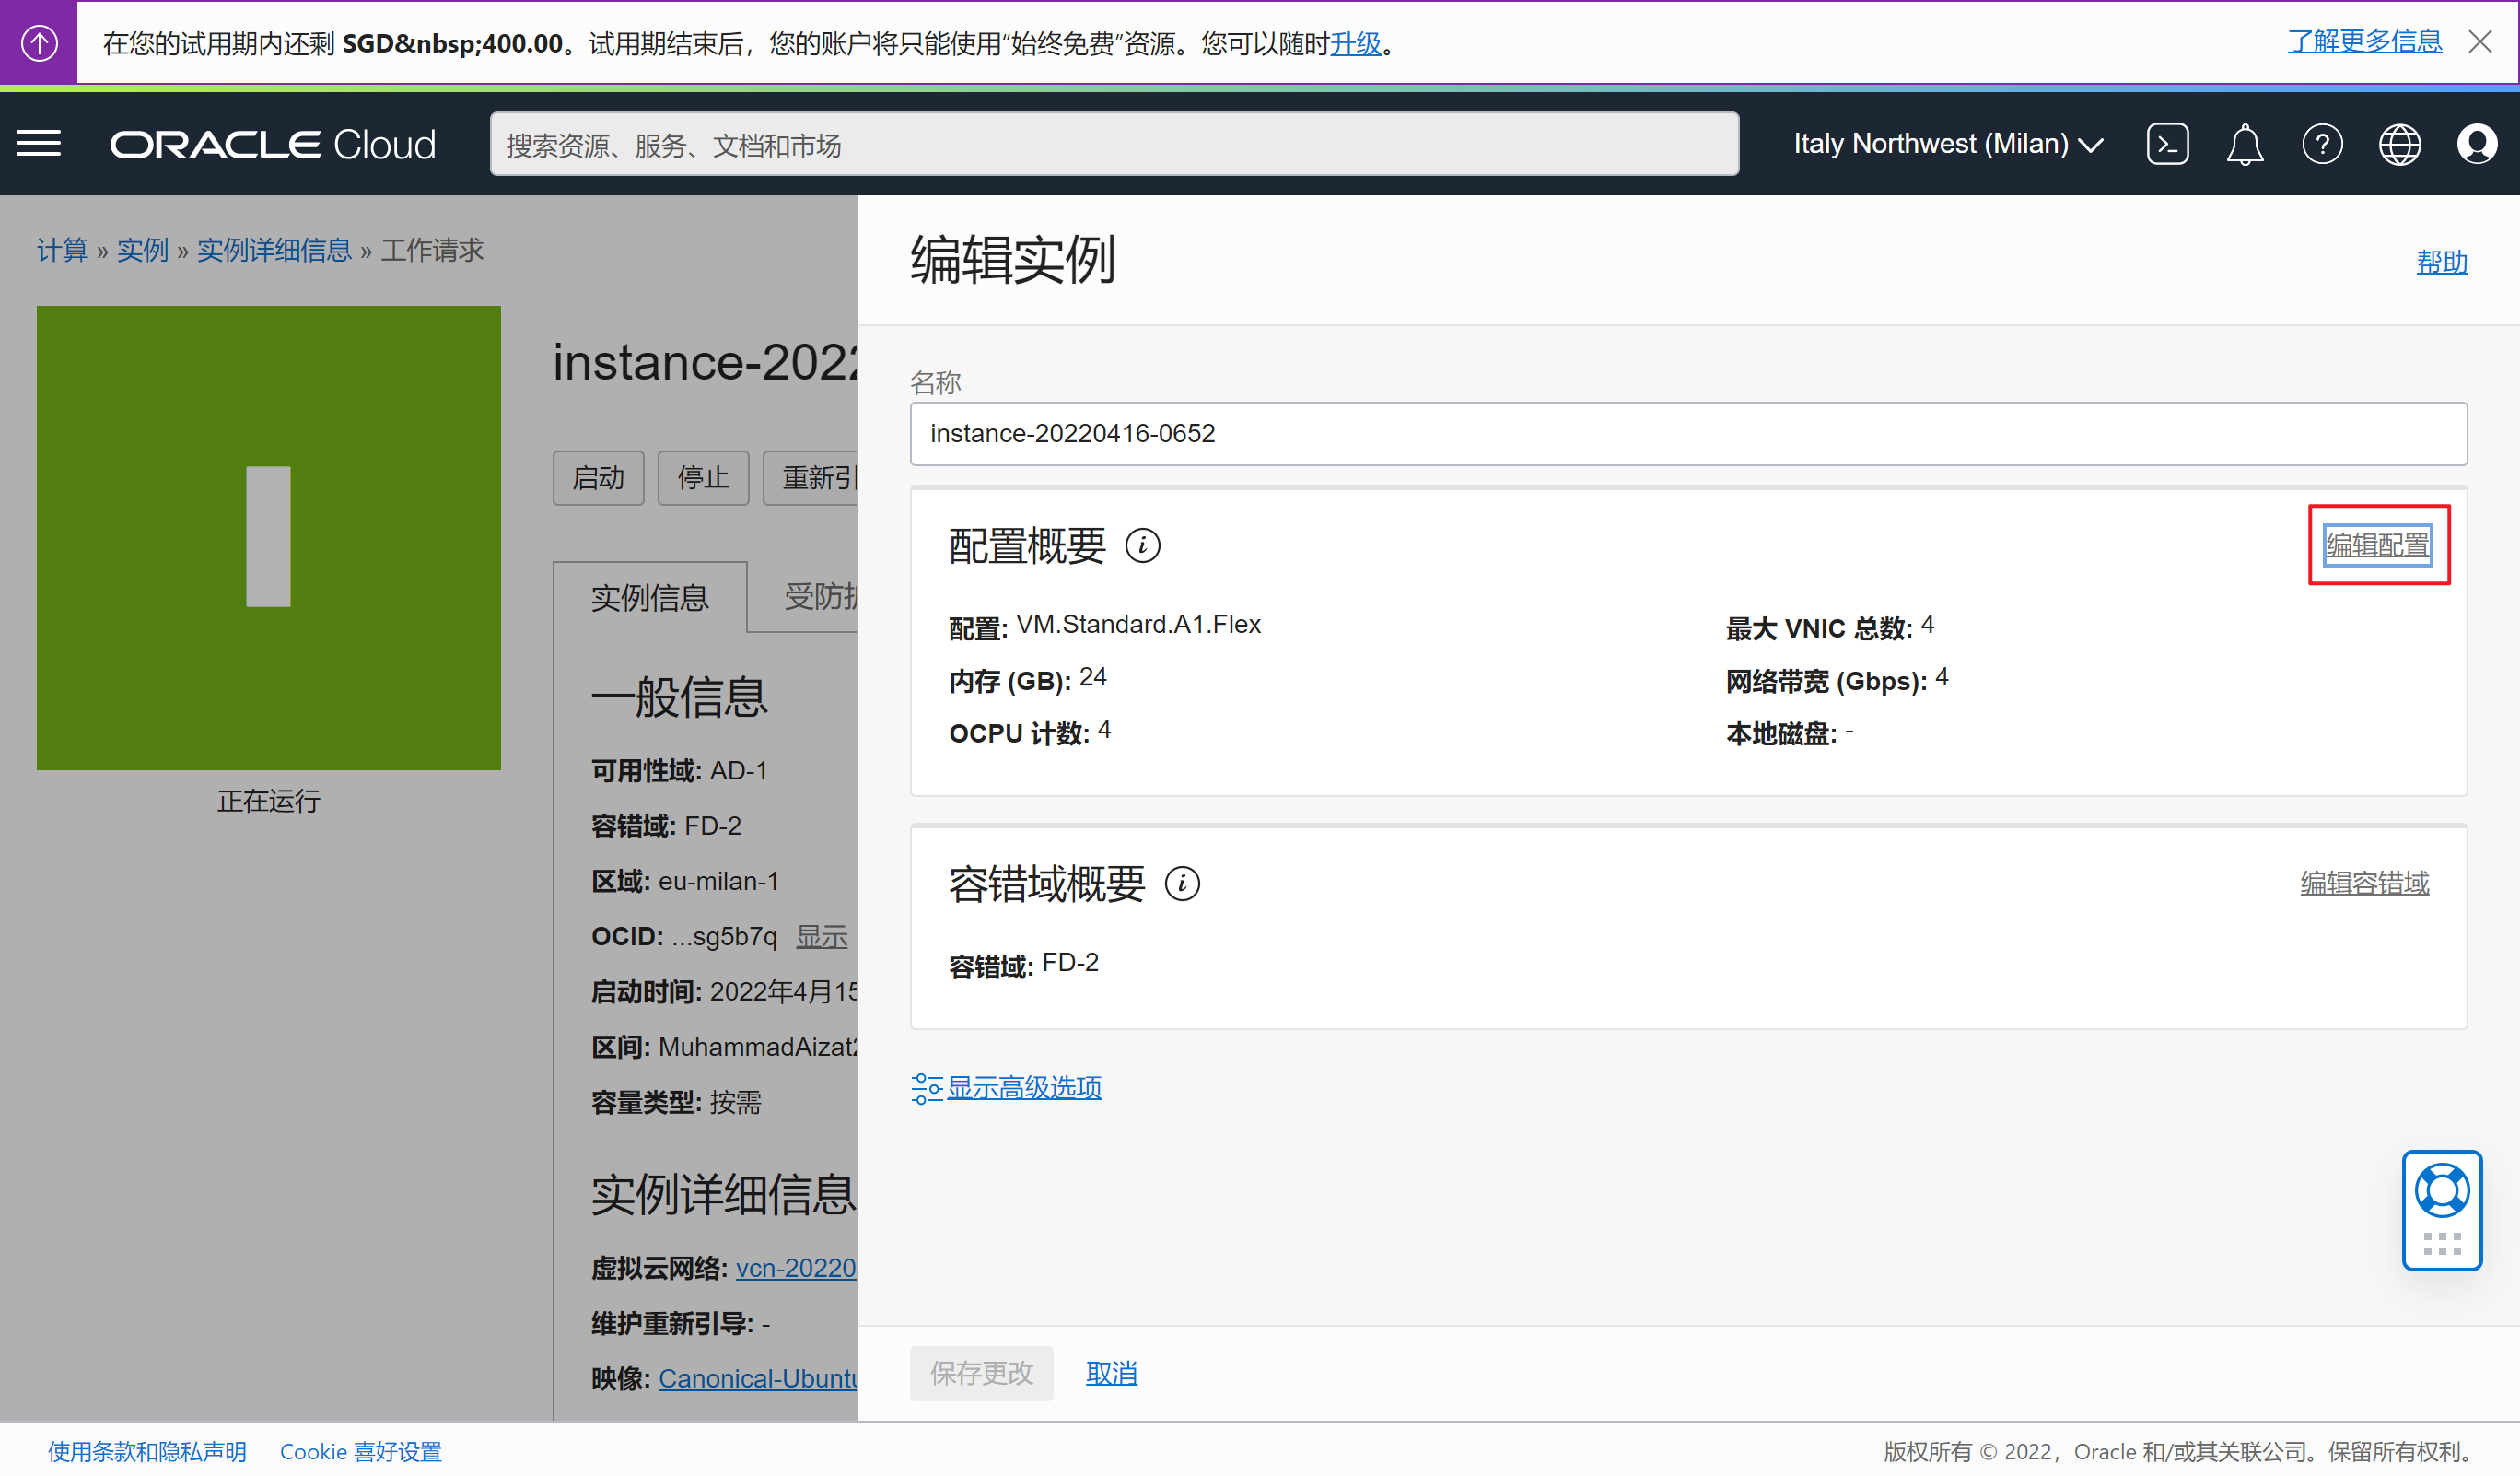 在您的试用期内还剩 SGD&nbsp;400.00。试用期结束后，您的账户将只能使用“始终免费”资源。您可以随时升级。
了解更多信息
ORACLE Cloud
搜索资源、服务、文档和市场
Italy Northwest (Milan)
计算 » 实例 » 实例详细信息 » 工作请求
正在运行
instance-2022
启动
停止
重新引
实例信息
受防护
一般信息
可用性域: AD-1
容错域: FD-2
区域: eu-milan-1
OCID: ...sg5b7q 显示
启动时间: 2022年4月15
区间: MuhammadAizat2
容量类型: 按需
实例详细信息
虚拟云网络: vcn-20220
维护重新引导: -
映像: Canonical-Ubuntu
编辑实例
帮助
名称
instance-20220416-0652
配置概要
编辑配置
配置: VM.Standard.A1.Flex
内存 (GB): 24
OCPU 计数: 4
最大 VNIC 总数: 4
网络带宽 (Gbps): 4
本地磁盘: -
容错域概要
编辑容错域
容错域: FD-2
显示高级选项
保存更改
取消
使用条款和隐私声明
Cookie 喜好设置
版权所有 © 2022，Oracle 和/或其关联公司。保留所有权利。